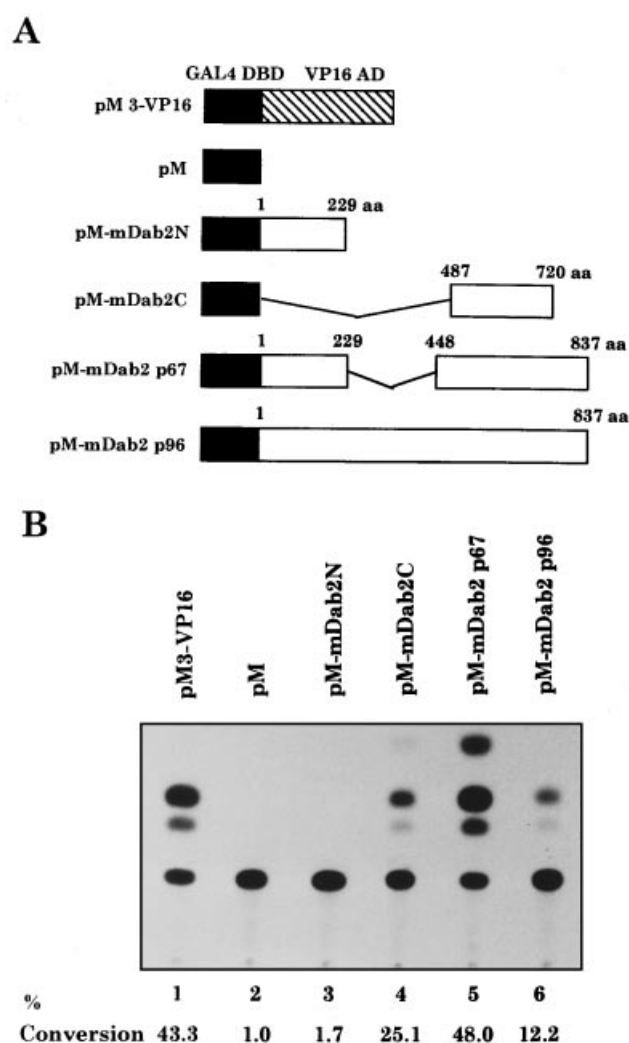 A
GAL4 DBD VP16 AD
pM 3-VP16
pM
1 229 aa
pM-mDab2N
487 720 aa
pM-mDab2C
1 229 448 837 aa
pM-mDab2 p67
1 837 aa
pM-mDab2 p96
B
pM3-VP16
pM
pM-mDab2N
pM-mDab2C
pM-mDab2 p67
pM-mDab2 p96
% 1 2 3 4 5 6
Conversion 43.3 1.0 1.7 25.1 48.0 12.2